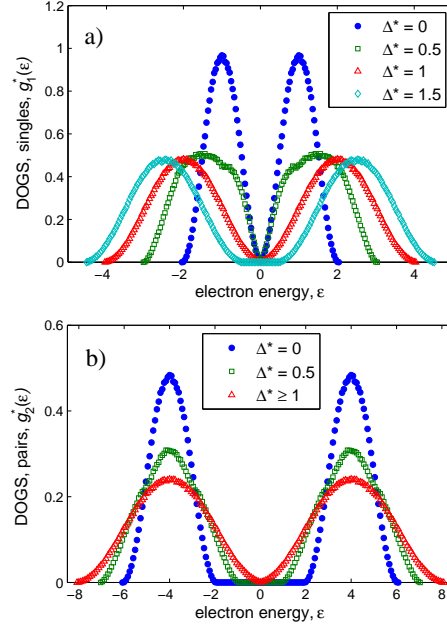 a)
Δ* = 0
Δ* = 0.5
Δ* = 1
Δ* = 1.5
DOGS, singles, g₁*(ε)
1.2
1
0.8
0.6
0.4
0.2
0
−4 −2 0 2 4
electron energy, ε
b)
Δ* = 0
Δ* = 0.5
Δ* ≥ 1
DOGS, pairs, g₂*(ε)
0.6
0.4
0.2
0
−8 −6 −4 −2 0 2 4 6 8
electron energy, ε